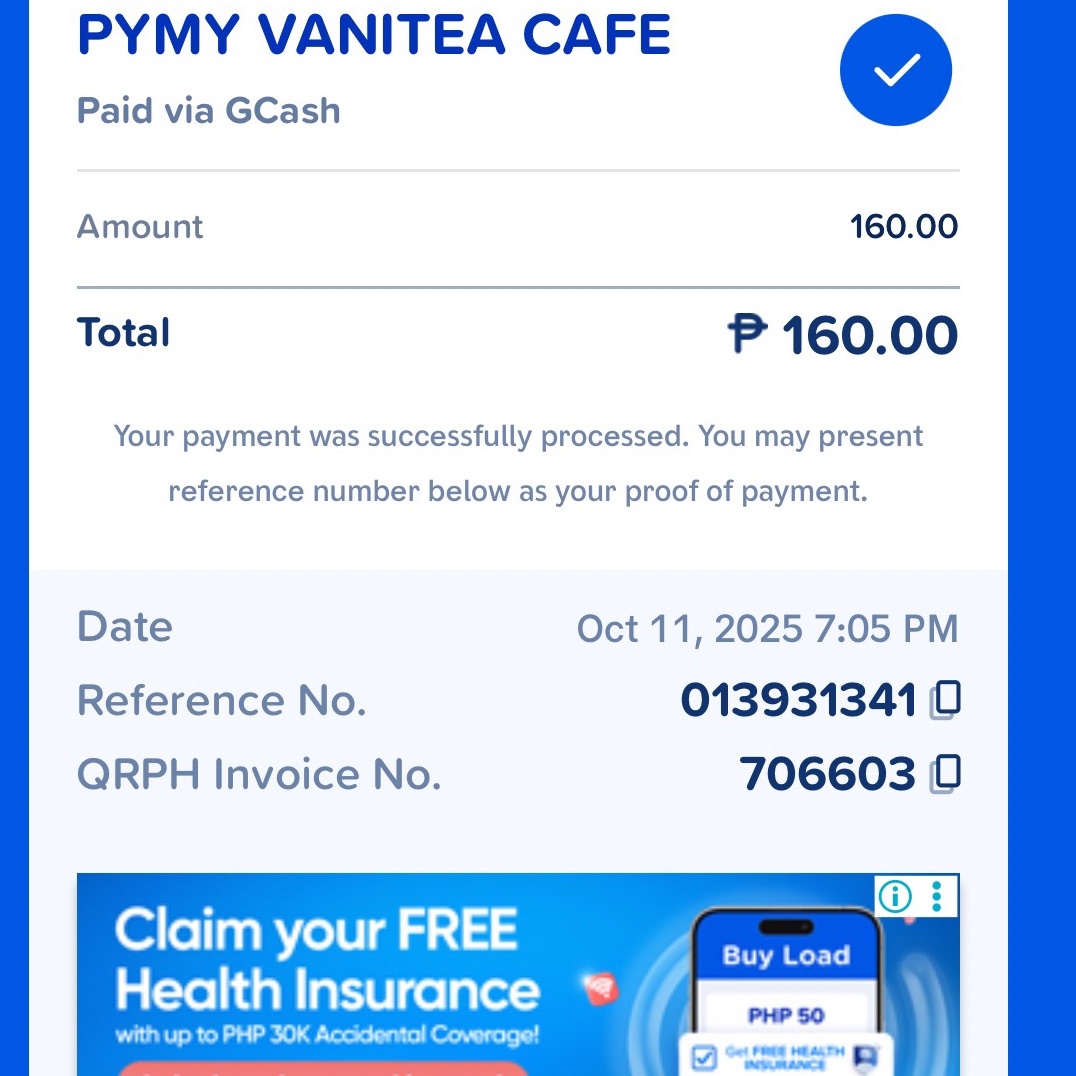 PYMY VANITEA CAFE
Paid via GCash
Amount 160.00
Total ₱ 160.00
Your payment was successfully processed. You may present
reference number below as your proof of payment.
Date Oct 11, 2025 7:05 PM
Reference No. 013931341
QRPH Invoice No. 706603
Claim your FREE
Health Insurance
with up to PHP 30K Accidental Coverage!
Buy Load
PHP 50
Get FREE HEALTH
INSURANCE